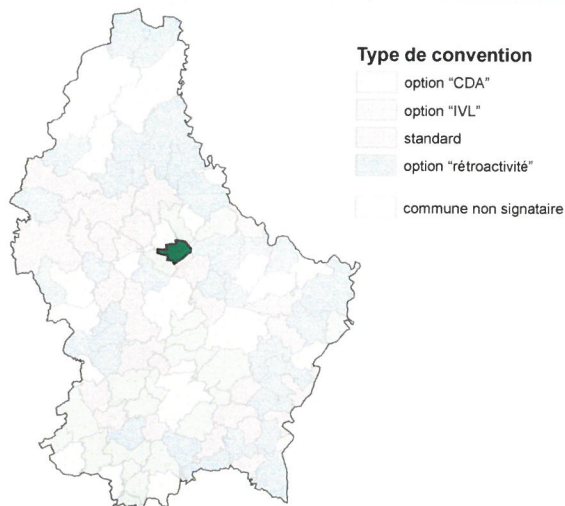 Type de convention
option "CDA"
option "IVL"
standard
option "rétroactivité"
commune non signataire